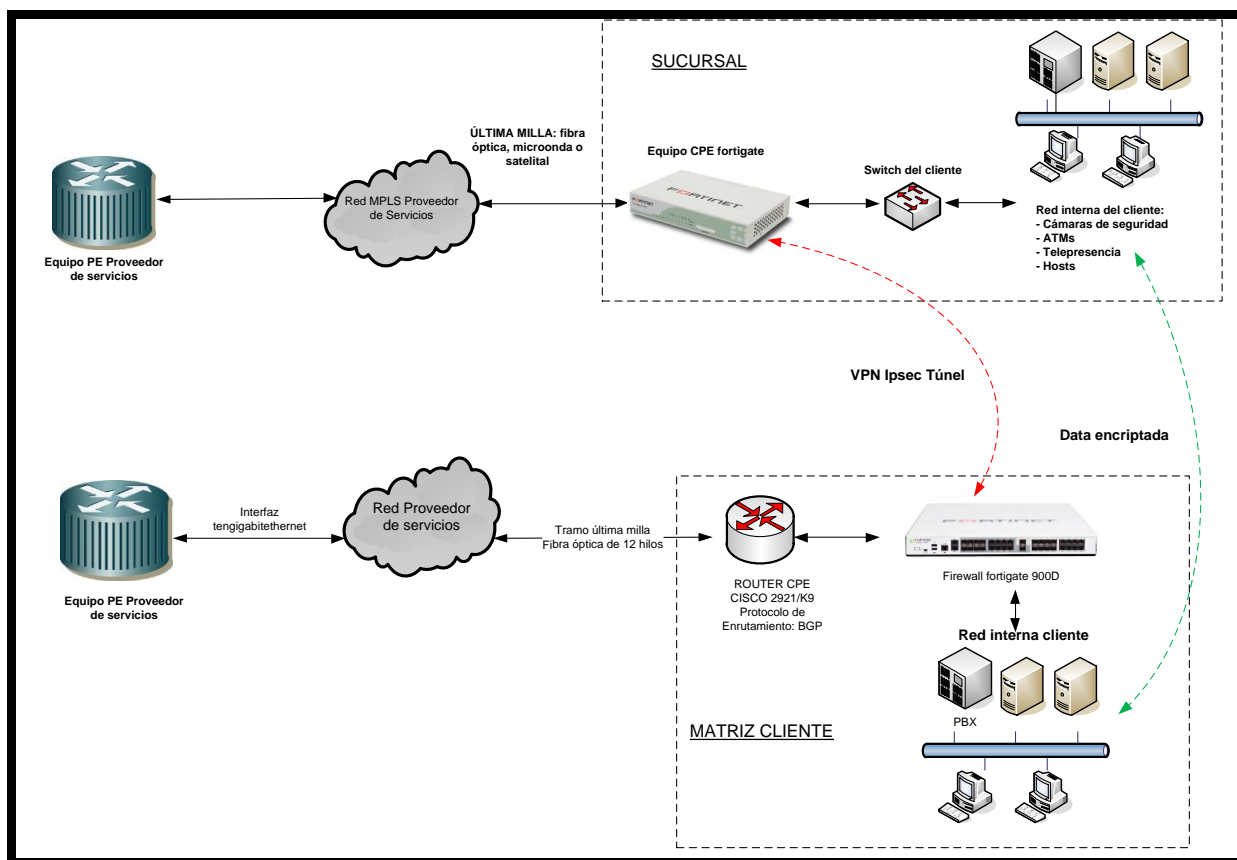 SUCURSAL
ÚLTIMA MILLA: fibra
óptica, microonda o
satelital
Equipo CPE fortigate
Switch del cliente
Red MPLS Proveedor
de Servicios
FORTINET
Equipo PE Proveedor
de servicios
Red interna del cliente:
- Cámaras de seguridad
- ATMs
- Telepresencia
- Hosts
VPN Ipsec Túnel
Data encriptada
Interfaz
tengigabitethernet
Red Proveedor
de servicios
Tramo última milla
Fibra óptica de 12 hilos
FORTINET
Equipo PE Proveedor
de servicios
ROUTER CPE
CISCO 2921/K9
Protocolo de
Enrutamiento: BGP
Firewall fortigate 900D
Red interna cliente
PBX
MATRIZ CLIENTE